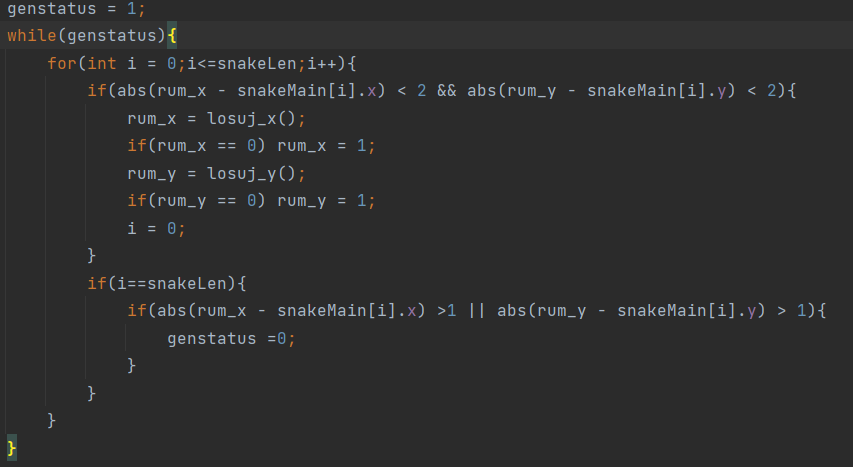 genstatus = 1;
while(genstatus){
for(int i = 0;i<=snakeLen;i++){
if(abs(rum_x - snakeMain[i].x) < 2 && abs(rum_y - snakeMain[i].y) < 2){
rum_x = losuj_x();
if(rum_x == 0) rum_x = 1;
rum_y = losuj_y();
if(rum_y == 0) rum_y = 1;
i = 0;
}
if(i==snakeLen){
if(abs(rum_x - snakeMain[i].x) >1 || abs(rum_y - snakeMain[i].y) > 1){
genstatus =0;
}
}
}
}